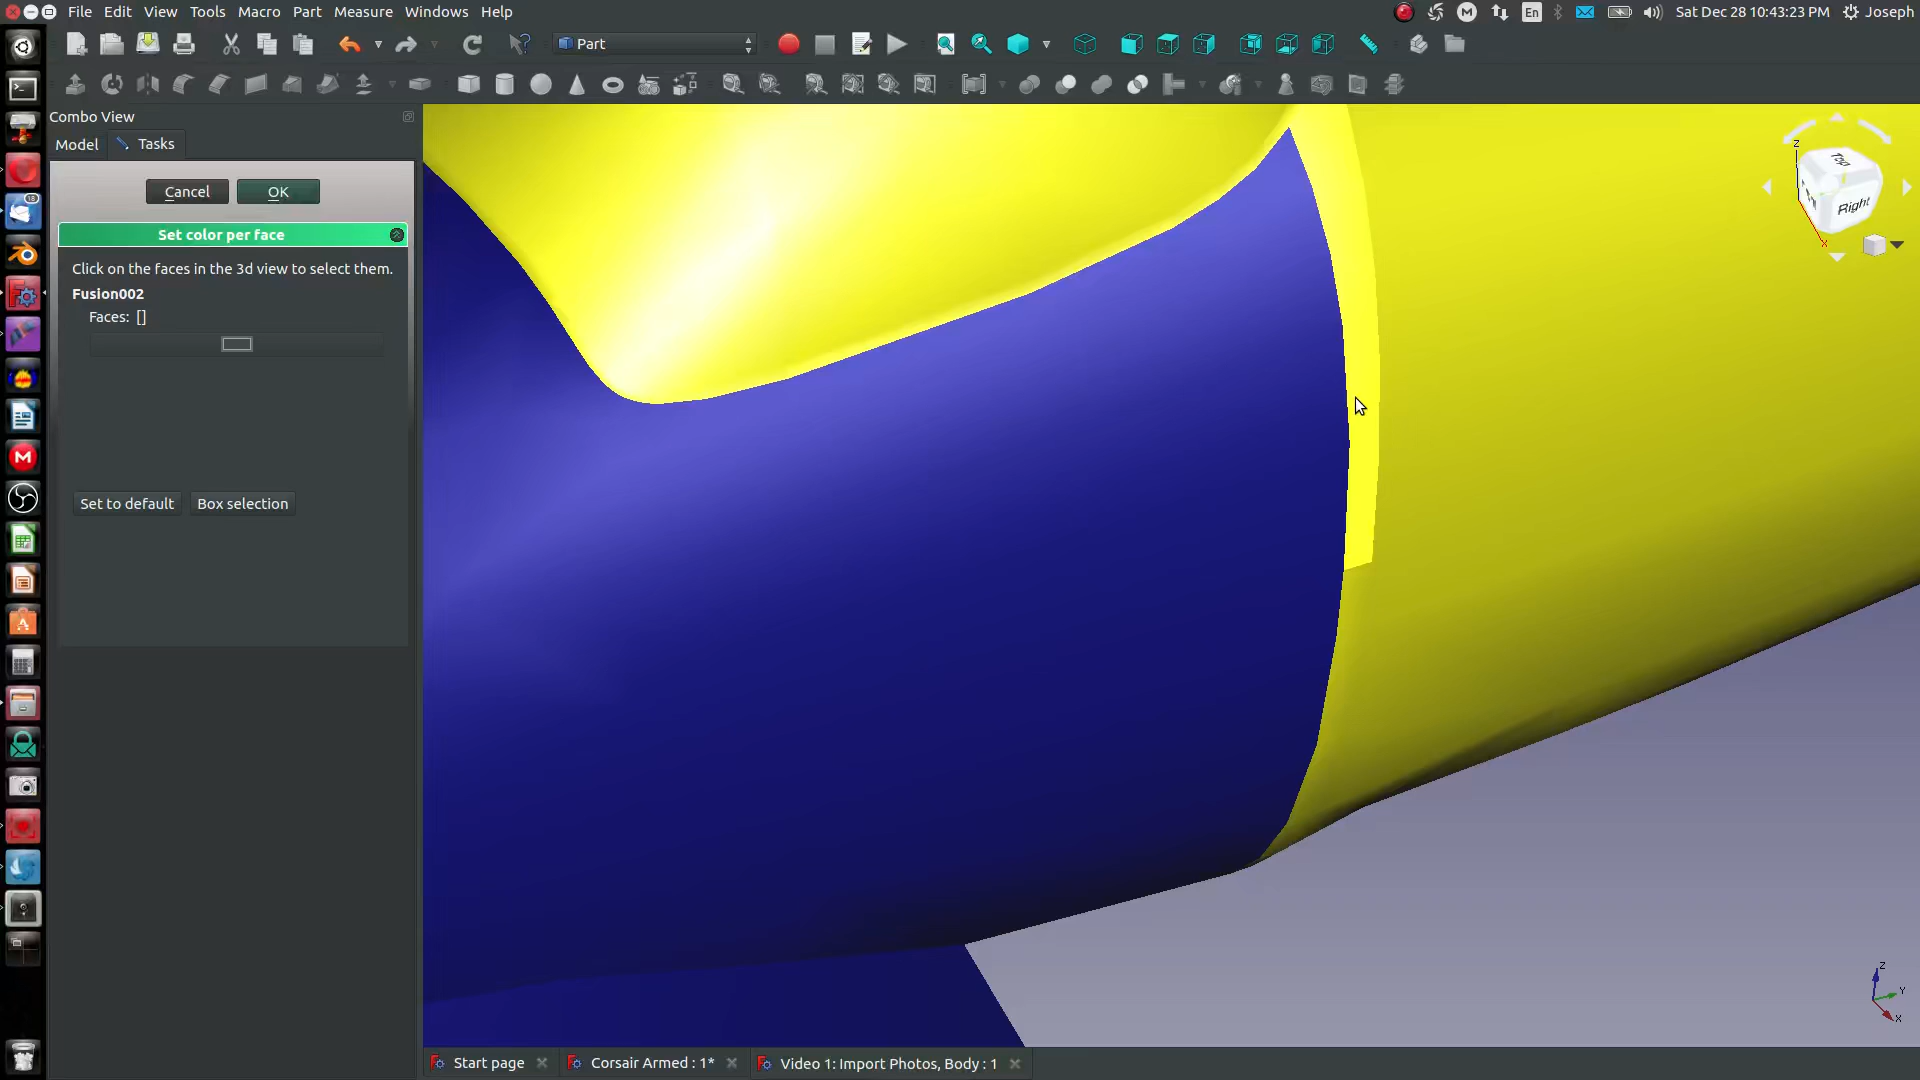 File Edit View Tools Macro Part Measure Windows Help
En
Sat Dec 28 10:43:23 PM
Joseph
Part
Combo View
Model
Tasks
Cancel
OK
Set color per face
Click on the faces in the 3d view to select them.
Fusion002
Faces: []
Set to default
Box selection
Top
Right
Z
X
Z
Y
X
Start page
Corsair Armed : 1*
Video 1: Import Photos, Body : 1